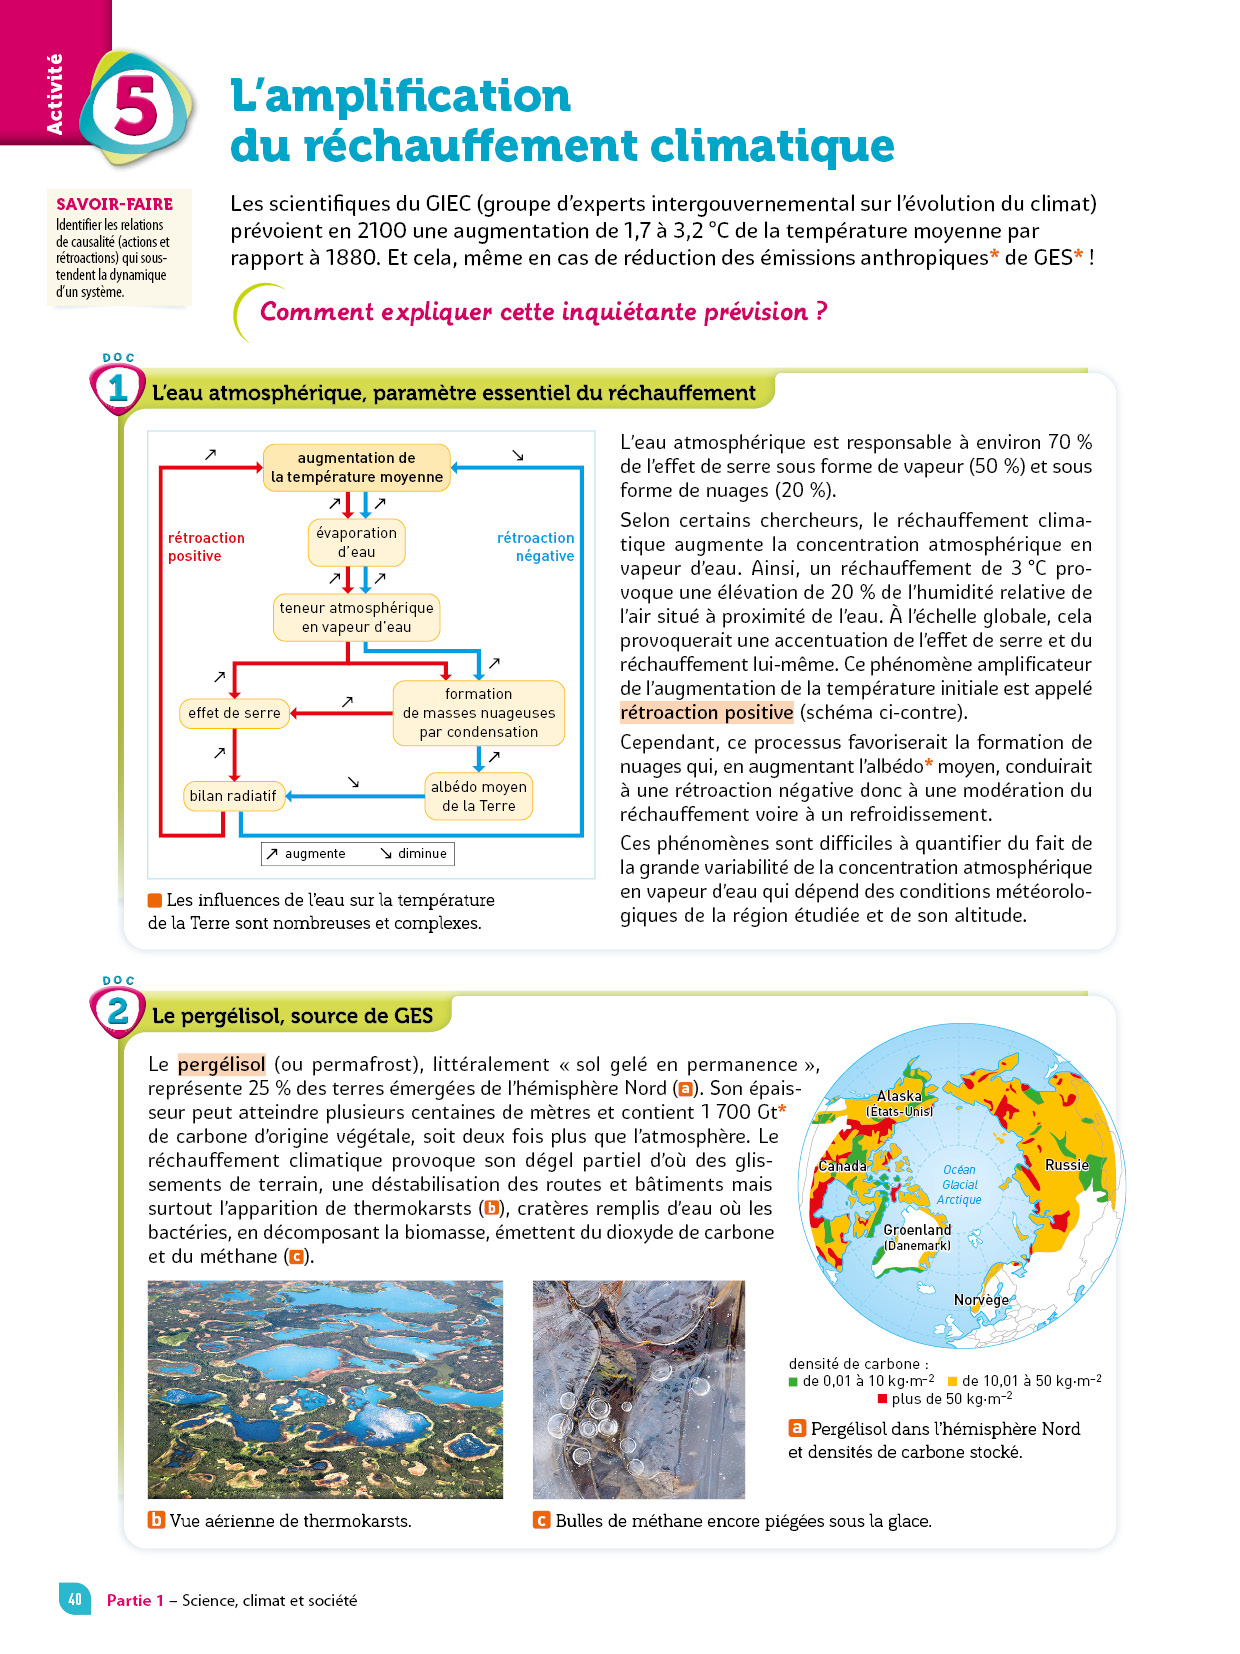 Activité
5
L'amplification
du réchauffement climatique
SAVOIR-FAIRE
Identifier les relations
de causalité (actions et
rétroactions) qui sous-
tendent la dynamique
d'un système.
Les scientifiques du GIEC (groupe d'experts intergouvernemental sur l'évolution du climat)
prévoient en 2100 une augmentation de 1,7 à 3,2 °C de la température moyenne par
rapport à 1880. Et cela, même en cas de réduction des émissions anthropiques* de GES* !
Comment expliquer cette inquiétante prévision ?
DOC
1
L'eau atmosphérique, paramètre essentiel du réchauffement
↗
augmentation de
la température moyenne
↘
↗ ↗
rétroaction
positive
évaporation
d'eau
rétroaction
négative
↗ ↗
teneur atmosphérique
en vapeur d'eau
↗
↗
effet de serre
↗
formation
de masses nuageuses
par condensation
↗
↗
bilan radiatif
↘
albédo moyen
de la Terre
↗ augmente ↘ diminue
Les influences de l'eau sur la température
de la Terre sont nombreuses et complexes.
L'eau atmosphérique est responsable à environ 70 %
de l'effet de serre sous forme de vapeur (50 %) et sous
forme de nuages (20 %).
Selon certains chercheurs, le réchauffement clima-
tique augmente la concentration atmosphérique en
vapeur d'eau. Ainsi, un réchauffement de 3 °C pro-
voque une élévation de 20 % de l'humidité relative de
l'air situé à proximité de l'eau. À l'échelle globale, cela
provoquerait une accentuation de l'effet de serre et du
réchauffement lui-même. Ce phénomène amplificateur
de l'augmentation de la température initiale est appelé
rétroaction positive (schéma ci-contre).
Cependant, ce processus favoriserait la formation de
nuages qui, en augmentant l'albédo* moyen, conduirait
à une rétroaction négative donc à une modération du
réchauffement voire à un refroidissement.
Ces phénomènes sont difficiles à quantifier du fait de
la grande variabilité de la concentration atmosphérique
en vapeur d'eau qui dépend des conditions météorolo-
giques de la région étudiée et de son altitude.
DOC
2
Le pergélisol, source de GES
Le pergélisol (ou permafrost), littéralement « sol gelé en permanence »,
représente 25 % des terres émergées de l'hémisphère Nord (a). Son épais-
seur peut atteindre plusieurs centaines de mètres et contient 1 700 Gt*
de carbone d'origine végétale, soit deux fois plus que l'atmosphère. Le
réchauffement climatique provoque son dégel partiel d'où des glis-
sements de terrain, une déstabilisation des routes et bâtiments mais
surtout l'apparition de thermokarsts (b), cratères remplis d'eau où les
bactéries, en décomposant la biomasse, émettent du dioxyde de carbone
et du méthane (c).
Alaska
(États-Unis)
Canada
Océan
Glacial
Arctique
Russie
Groenland
(Danemark)
Norvège
densité de carbone :
de 0,01 à 10 kg·m⁻² de 10,01 à 50 kg·m⁻²
plus de 50 kg·m⁻²
a Pergélisol dans l'hémisphère Nord
et densités de carbone stocké.
b Vue aérienne de thermokarsts.
c Bulles de méthane encore piégées sous la glace.
40
Partie 1 – Science, climat et société